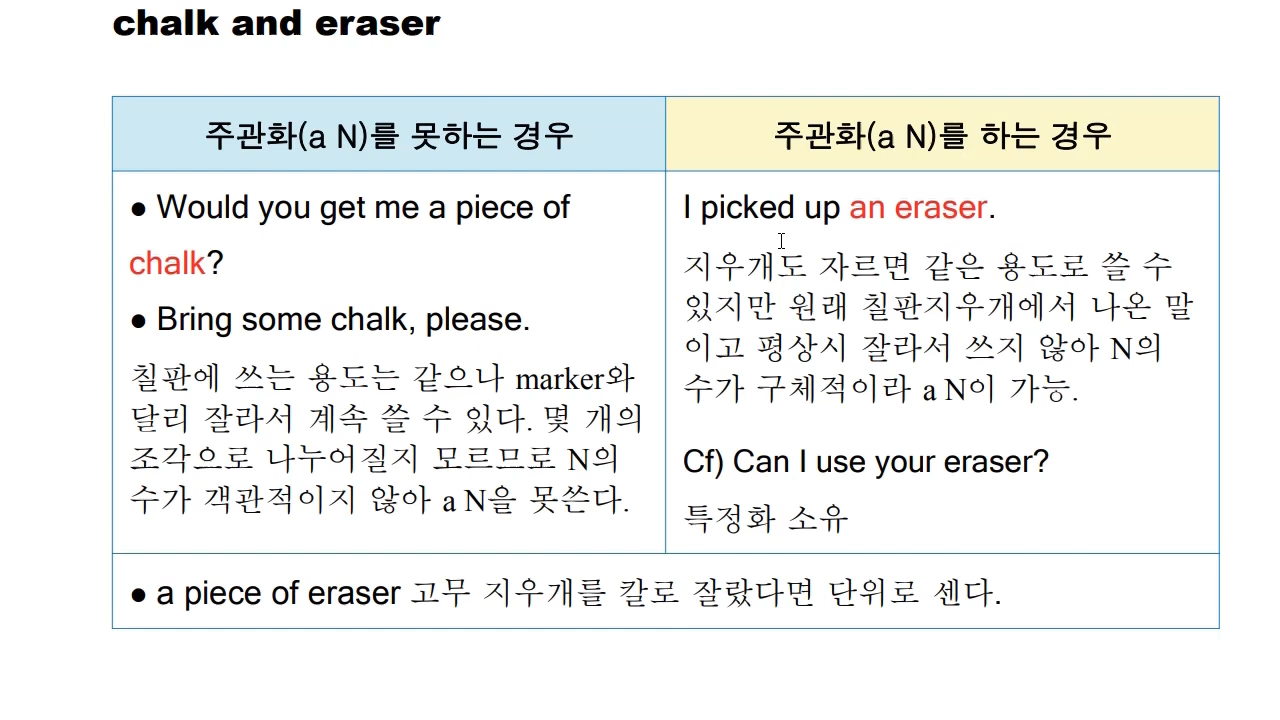 chalk and eraser
주관화(a N)를 못하는 경우
● Would you get me a piece of
chalk?
● Bring some chalk, please.
칠판에 쓰는 용도는 같으나 marker와
달리 잘라서 계속 쓸 수 있다. 몇 개의
조각으로 나누어질지 모르므로 N의
수가 객관적이지 않아 a N을 못쓴다.
주관화(a N)를 하는 경우
I picked up an eraser.
지우개도 자르면 같은 용도로 쓸 수
있지만 원래 칠판지우개에서 나온 말
이고 평상시 잘라서 쓰지 않아 N의
수가 구체적이라 a N이 가능.
Cf) Can I use your eraser?
특정화 소유
● a piece of eraser 고무 지우개를 칼로 잘랐다면 단위로 센다.